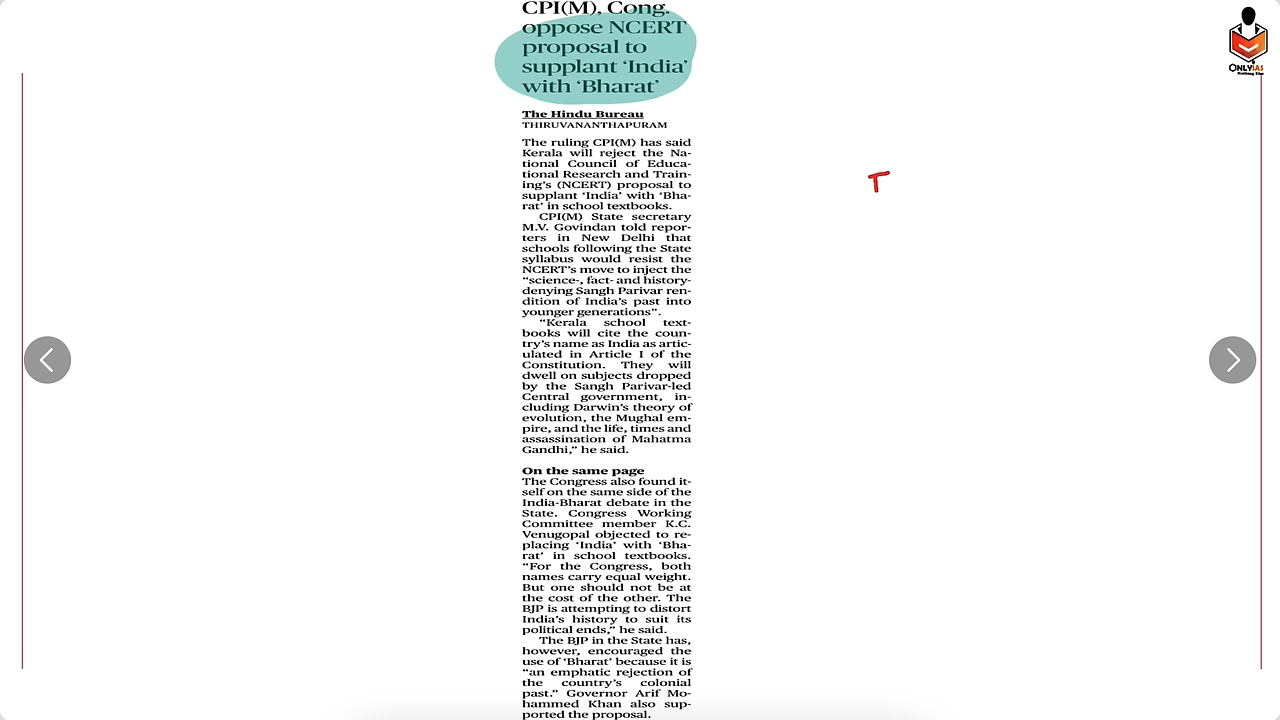 CPI(M), Cong.
oppose NCERT
proposal to
supplant ‘India’
with ‘Bharat’
The Hindu Bureau
THIRUVANANTHAPURAM
The ruling CPI(M) has said
Kerala will reject the Na-
tional Council of Educa-
tional Research and Train-
ing’s (NCERT) proposal to
supplant ‘India’ with ‘Bha-
rat’ in school textbooks.
CPI(M) State secretary
M.V. Govindan told repor-
ters in New Delhi that
schools following the State
syllabus would resist the
NCERT’s move to inject the
“science-, fact- and history-
denying Sangh Parivar ren-
dition of India’s past into
younger generations”.
“Kerala school text-
books will cite the coun-
try’s name as India as artic-
ulated in Article I of the
Constitution. They will
dwell on subjects dropped
by the Sangh Parivar-led
Central government, in-
cluding Darwin’s theory of
evolution, the Mughal em-
pire, and the life, times and
assassination of Mahatma
Gandhi,” he said.
On the same page
The Congress also found it-
self on the same side of the
India-Bharat debate in the
State. Congress Working
Committee member K.C.
Venugopal objected to re-
placing ‘India’ with ‘Bha-
rat’ in school textbooks.
“For the Congress, both
names carry equal weight.
But one should not be at
the cost of the other. The
BJP is attempting to distort
India’s history to suit its
political ends,” he said.
The BJP in the State has,
however, encouraged the
use of ‘Bharat’ because it is
“an emphatic rejection of
the country’s colonial
past.” Governor Arif Mo-
hammed Khan also sup-
ported the proposal.
ONLYIAS
Nothing Else